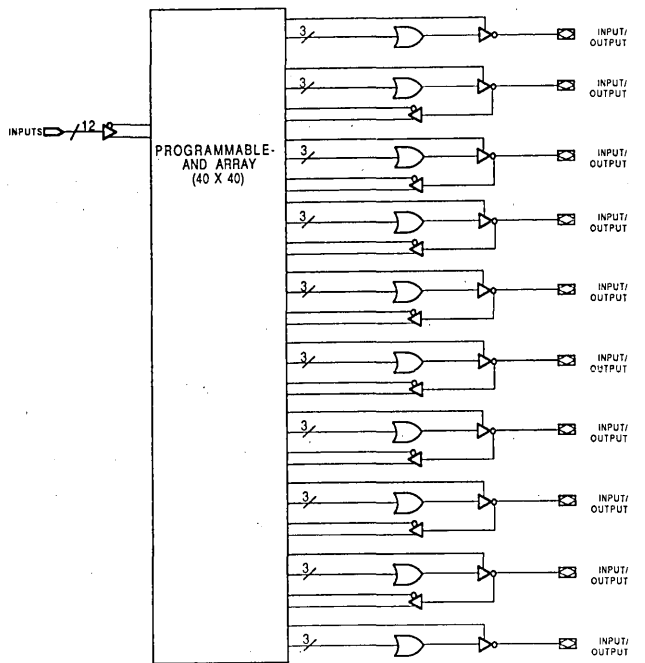 3
INPUT/
OUTPUT
3
INPUT/
OUTPUT
INPUTS
12
PROGRAMMABLE-
AND ARRAY
(40 X 40)
3
INPUT/
OUTPUT
3
INPUT/
OUTPUT
3
INPUT/
OUTPUT
3
INPUT/
OUTPUT
3
INPUT/
OUTPUT
3
INPUT/
OUTPUT
3
INPUT/
OUTPUT
3
INPUT/
OUTPUT